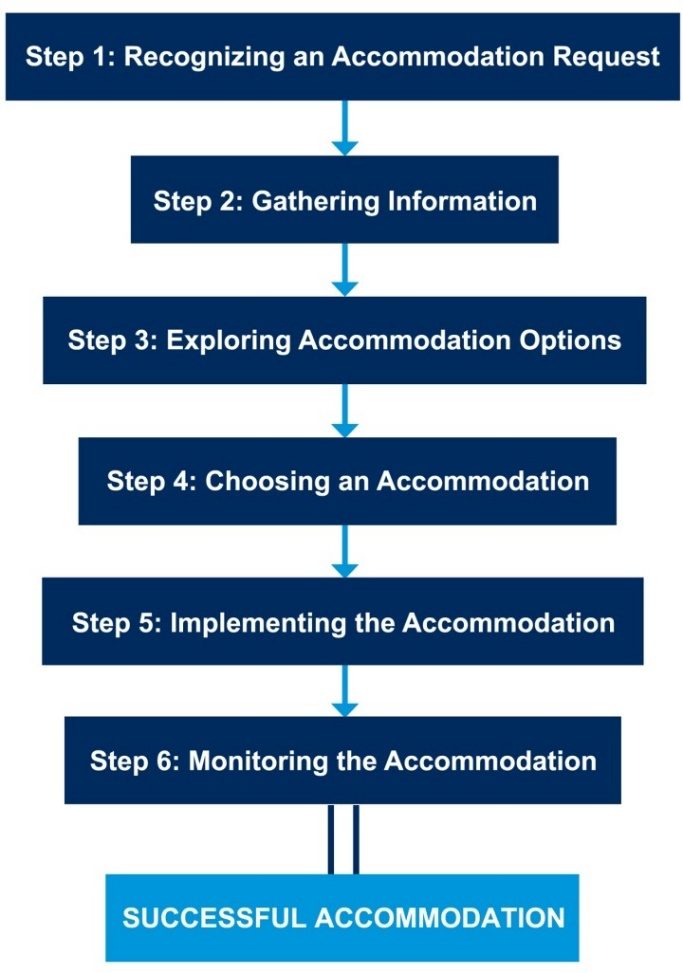 Step 1: Recognizing an Accommodation Request
Step 2: Gathering Information
Step 3: Exploring Accommodation Options
Step 4: Choosing an Accommodation
Step 5: Implementing the Accommodation
Step 6: Monitoring the Accommodation
SUCCESSFUL ACCOMMODATION